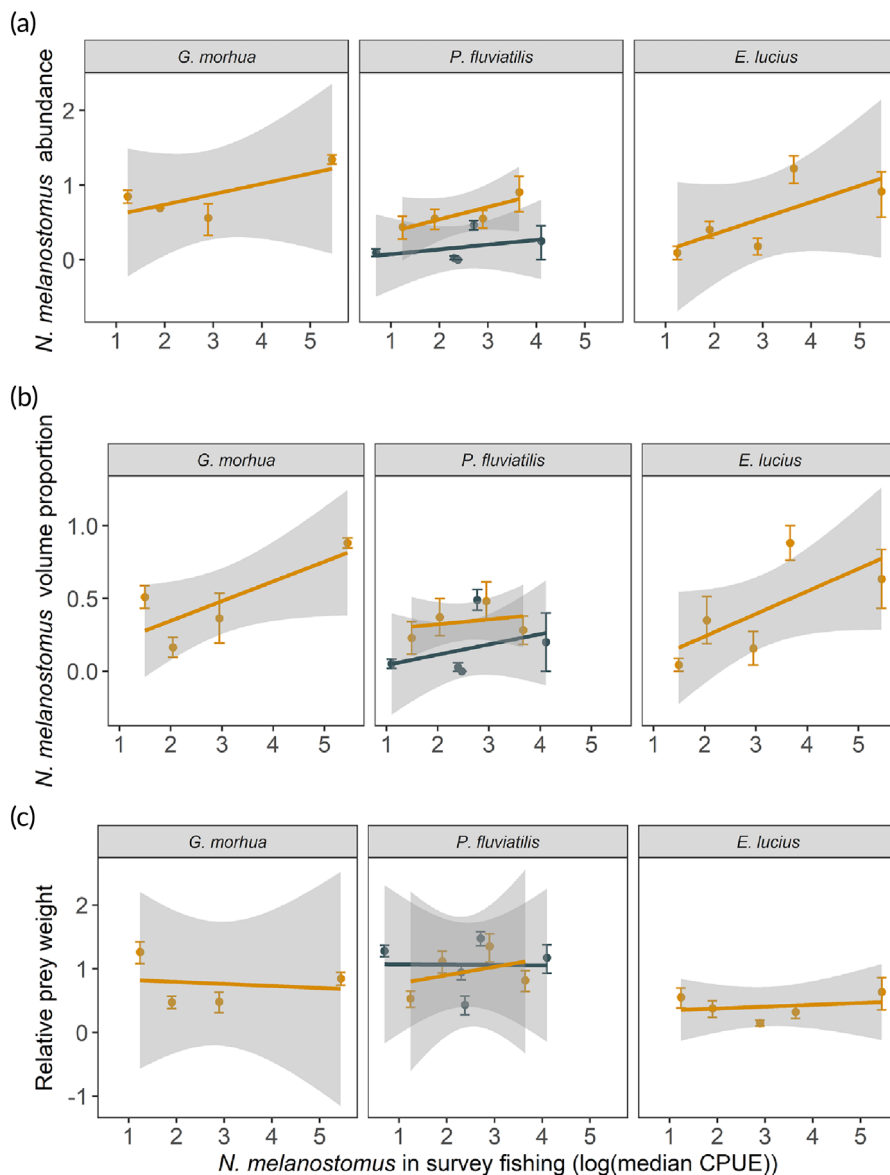 (a)
G. morhua P. fluviatilis E. lucius
N. melanostomus abundance
2
1
0
1 2 3 4 5 1 2 3 4 5 1 2 3 4 5
(b)
G. morhua P. fluviatilis E. lucius
N. melanostomus volume proportion
1.0
0.5
0.0
1 2 3 4 5 1 2 3 4 5 1 2 3 4 5
(c)
G. morhua P. fluviatilis E. lucius
Relative prey weight
2
1
0
-1
1 2 3 4 5 1 2 3 4 5 1 2 3 4 5
N. melanostomus in survey fishing (log(median CPUE))